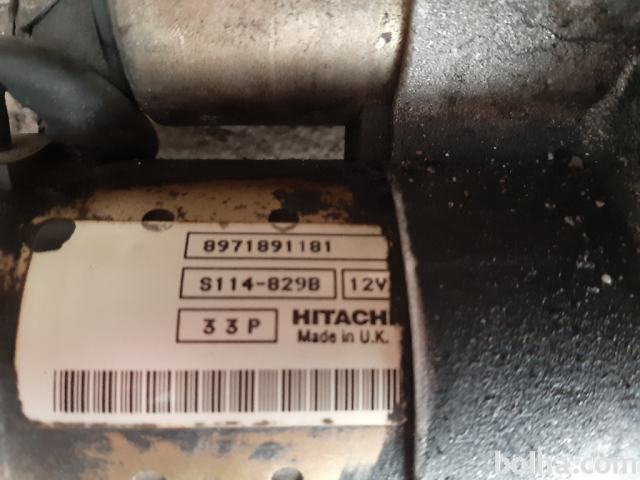 8971891181
S114-829B 12V
33P HITACHI
Made in U.K.
bolha.com